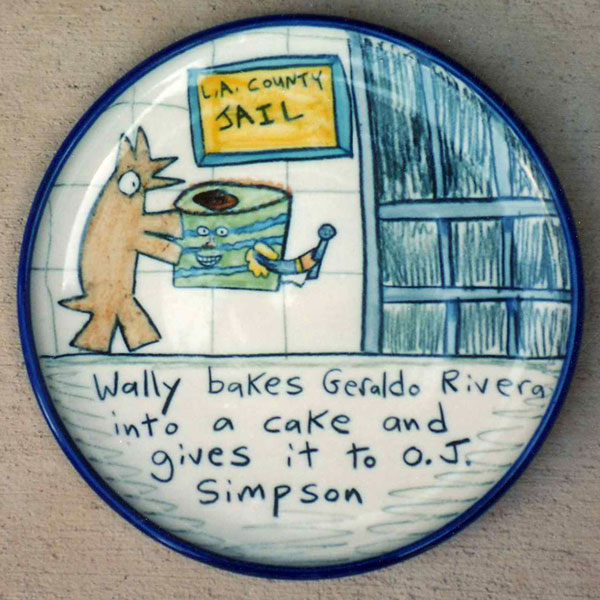 L.A. COUNTY
JAIL
Wally bakes Geraldo Rivera
into a cake and
gives it to O.J.
Simpson